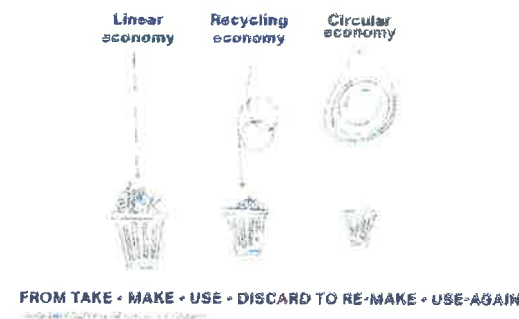 Linear
economy
Recycling
economy
Circular
economy
FROM TAKE • MAKE • USE • DISCARD TO RE-MAKE • USE-AGAIN